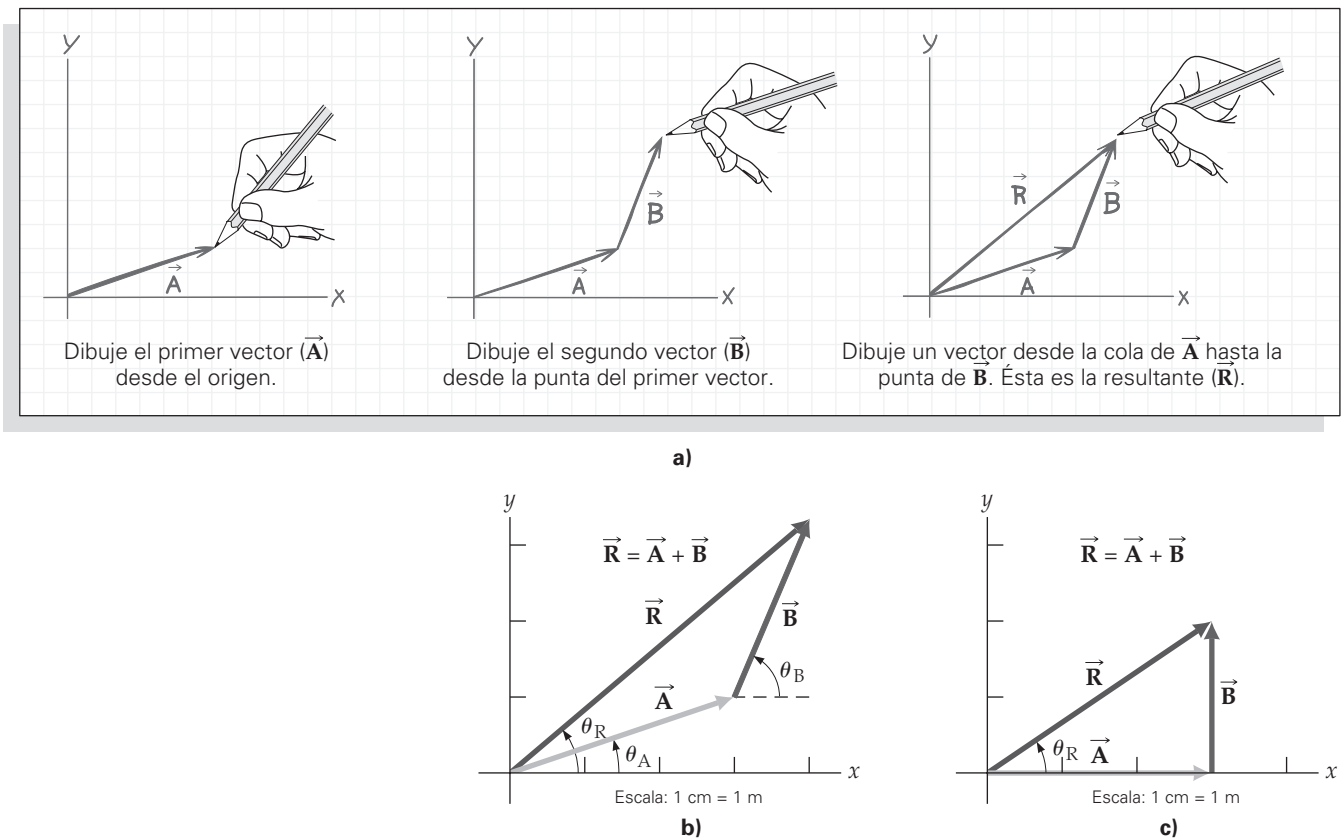 y
A⃗
x
Dibuje el primer vector (A⃗)
desde el origen.
y
B⃗
A⃗
x
Dibuje el segundo vector (B⃗)
desde la punta del primer vector.
y
R⃗
B⃗
A⃗
x
Dibuje un vector desde la cola de A⃗ hasta la
punta de B⃗. Ésta es la resultante (R⃗).
a)
y
R⃗ = A⃗ + B⃗
R⃗
B⃗
θB
A⃗
θR
θA
x
Escala: 1 cm = 1 m
b)
y
R⃗ = A⃗ + B⃗
R⃗
B⃗
θR A⃗
x
Escala: 1 cm = 1 m
c)